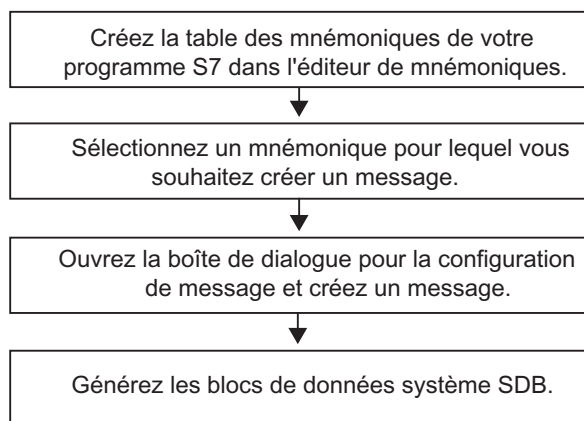 Créez la table des mnémoniques de votre
programme S7 dans l'éditeur de mnémoniques.
Sélectionnez un mnémonique pour lequel vous
souhaitez créer un message.
Ouvrez la boîte de dialogue pour la configuration
de message et créez un message.
Générez les blocs de données système SDB.